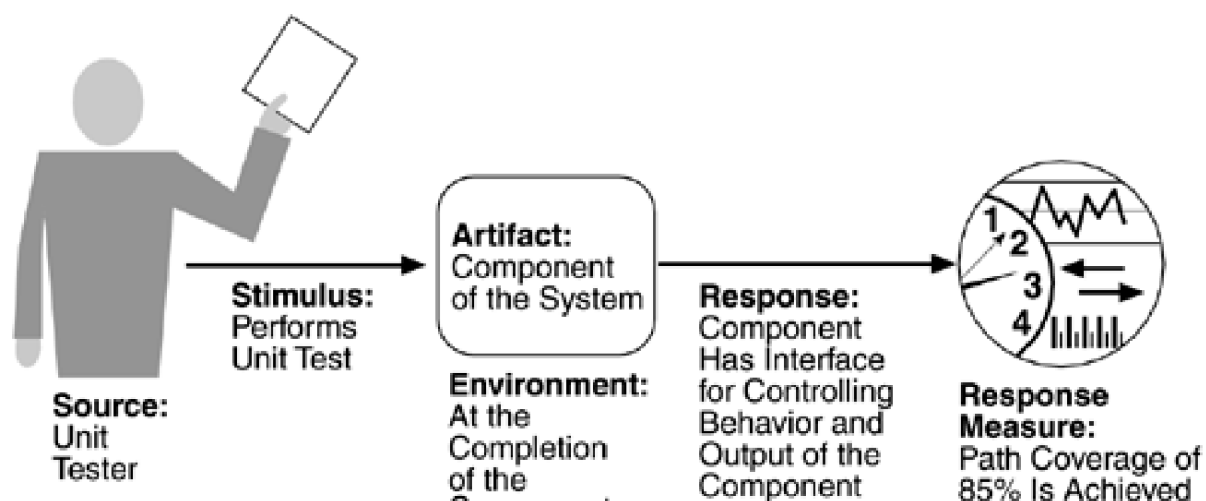 Source:
Unit
Tester
Stimulus:
Performs
Unit Test
Artifact:
Component
of the System
Environment:
At the
Completion
of the
Response:
Component
Has Interface
for Controlling
Behavior and
Output of the
Component
1
2
3
4
Response
Measure:
Path Coverage of
85% Is Achieved